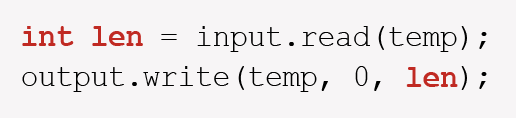 int len = input.read(temp);
output.write(temp, 0, len);